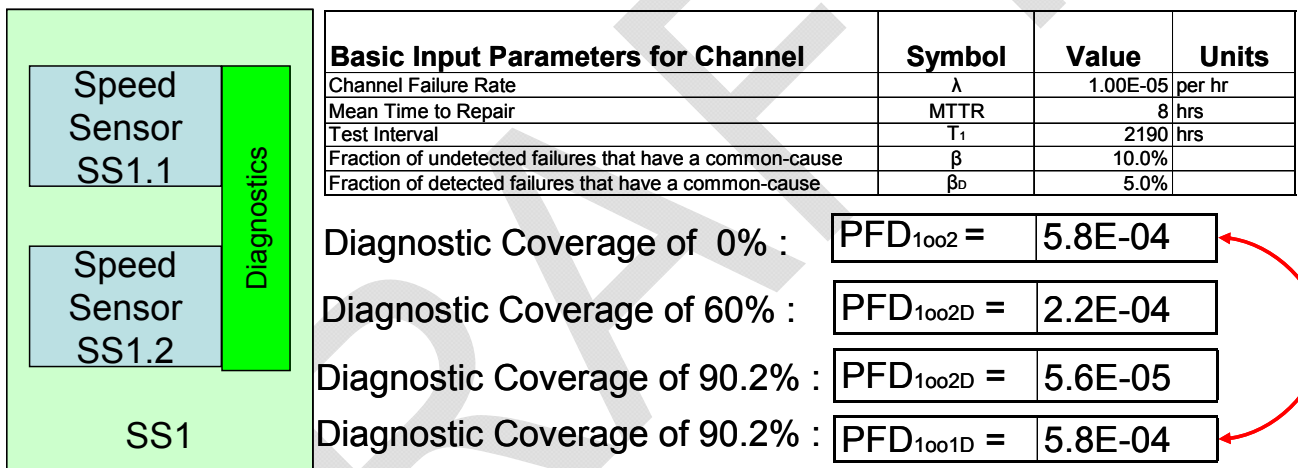 Speed
Sensor
SS1.1
Diagnostics
Speed
Sensor
SS1.2
SS1
Basic Input Parameters for Channel Symbol Value Units
Channel Failure Rate λ 1.00E-05 per hr
Mean Time to Repair MTTR 8 hrs
Test Interval T₁ 2190 hrs
Fraction of undetected failures that have a common-cause β 10.0%
Fraction of detected failures that have a common-cause βD 5.0%
Diagnostic Coverage of 0% : PFD1oo2 = 5.8E-04
Diagnostic Coverage of 60% : PFD1oo2D = 2.2E-04
Diagnostic Coverage of 90.2% : PFD1oo2D = 5.6E-05
Diagnostic Coverage of 90.2% : PFD1oo1D = 5.8E-04